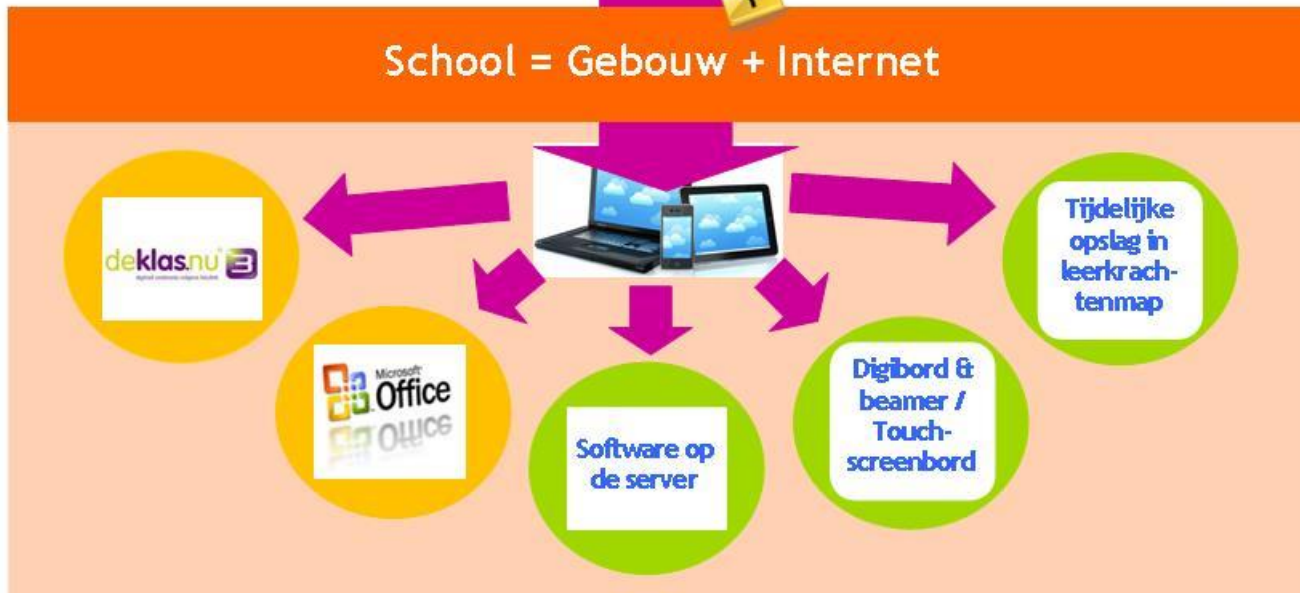 School = Gebouw + Internet
deklas.nu 3
Microsoft
Office
Software op
de server
Digibord &
beamer /
Touch-
screenbord
Tijdelijke
opslag in
leerkrach-
tenmap